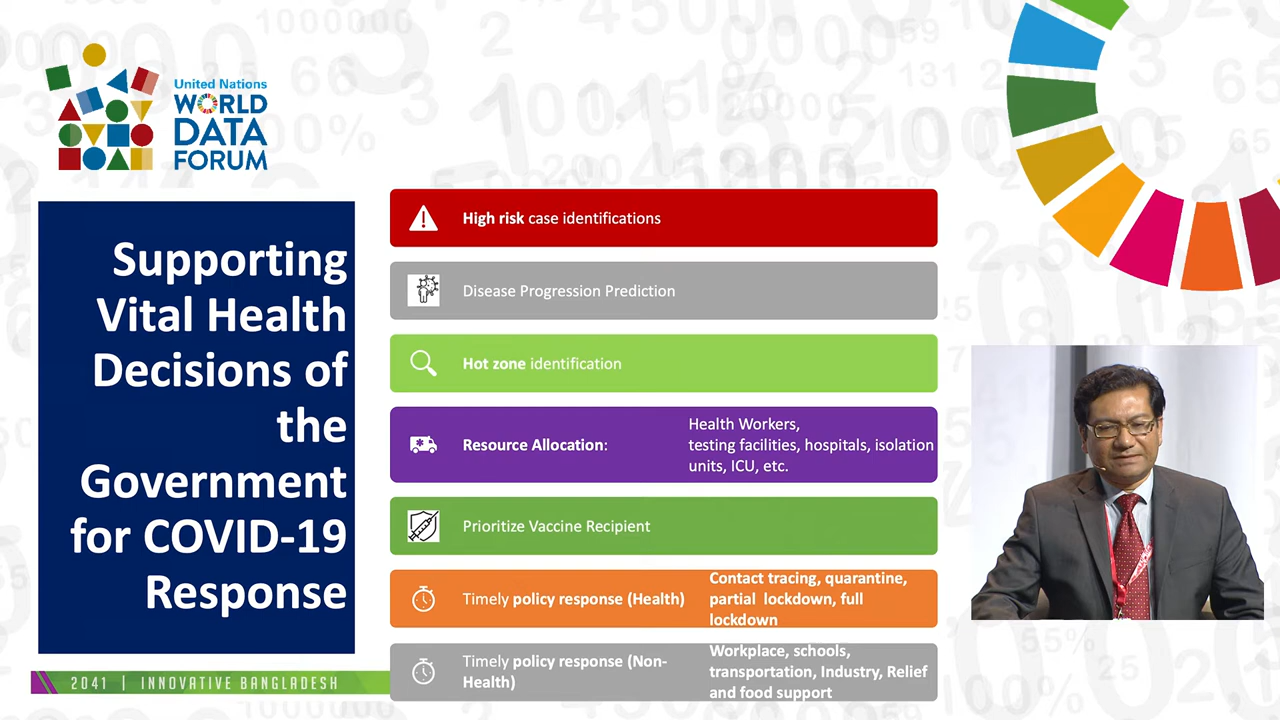 United Nations
WORLD
DATA
FORUM
Supporting
Vital Health
Decisions of
the
Government
for COVID-19
Response
High risk case identifications
Disease Progression Prediction
Hot zone identification
Resource Allocation:
Health Workers,
testing facilities, hospitals, isolation
units, ICU, etc.
Prioritize Vaccine Recipient
Timely policy response (Health)
Contact tracing, quarantine,
partial lockdown, full
lockdown
Timely policy response (Non-
Health)
Workplace, schools,
transportation, Industry, Relief
and food support
2041 | INNOVATIVE BANGLADESH